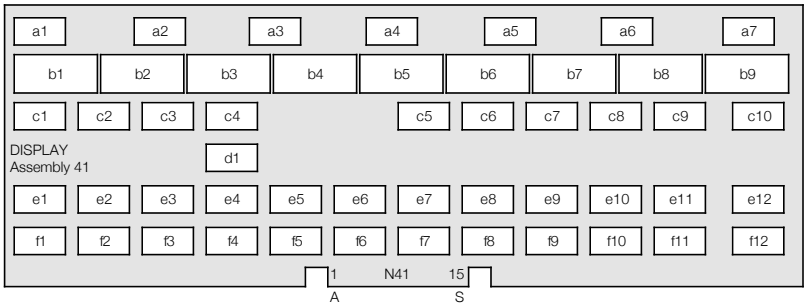 a1 a2 a3 a4 a5 a6 a7
b1 b2 b3 b4 b5 b6 b7 b8 b9
c1 c2 c3 c4 c5 c6 c7 c8 c9 c10
DISPLAY
Assembly 41
d1
e1 e2 e3 e4 e5 e6 e7 e8 e9 e10 e11 e12
f1 f2 f3 f4 f5 f6 f7 f8 f9 f10 f11 f12
1 N41 15
A S